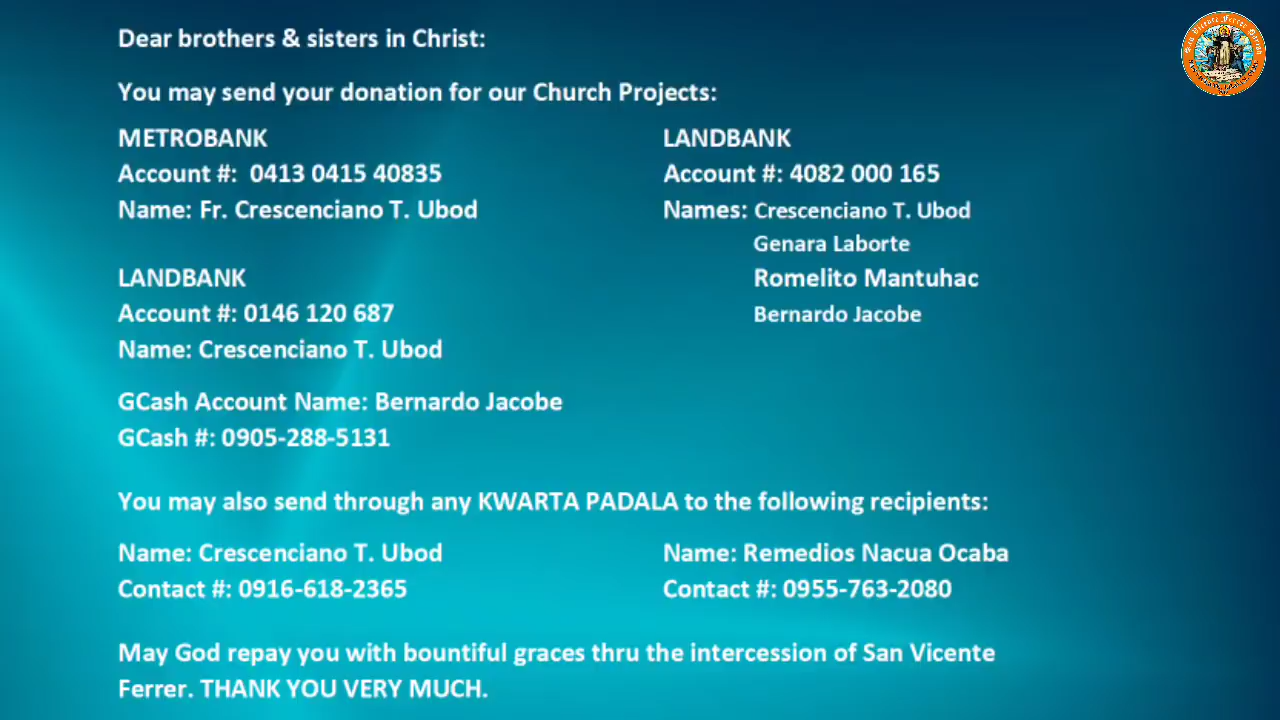 Dear brothers & sisters in Christ:
You may send your donation for our Church Projects:
METROBANK
Account #: 0413 0415 40835
Name: Fr. Crescenciano T. Ubod
LANDBANK
Account #: 4082 000 165
Names: Crescenciano T. Ubod
Genara Laborte
Romelito Mantuhac
Bernardo Jacobe
LANDBANK
Account #: 0146 120 687
Name: Crescenciano T. Ubod
GCash Account Name: Bernardo Jacobe
GCash #: 0905-288-5131
You may also send through any KWARTA PADALA to the following recipients:
Name: Crescenciano T. Ubod
Contact #: 0916-618-2365
Name: Remedios Nacua Ocaba
Contact #: 0955-763-2080
May God repay you with bountiful graces thru the intercession of San Vicente
Ferrer. THANK YOU VERY MUCH.
San Vicente Ferrer